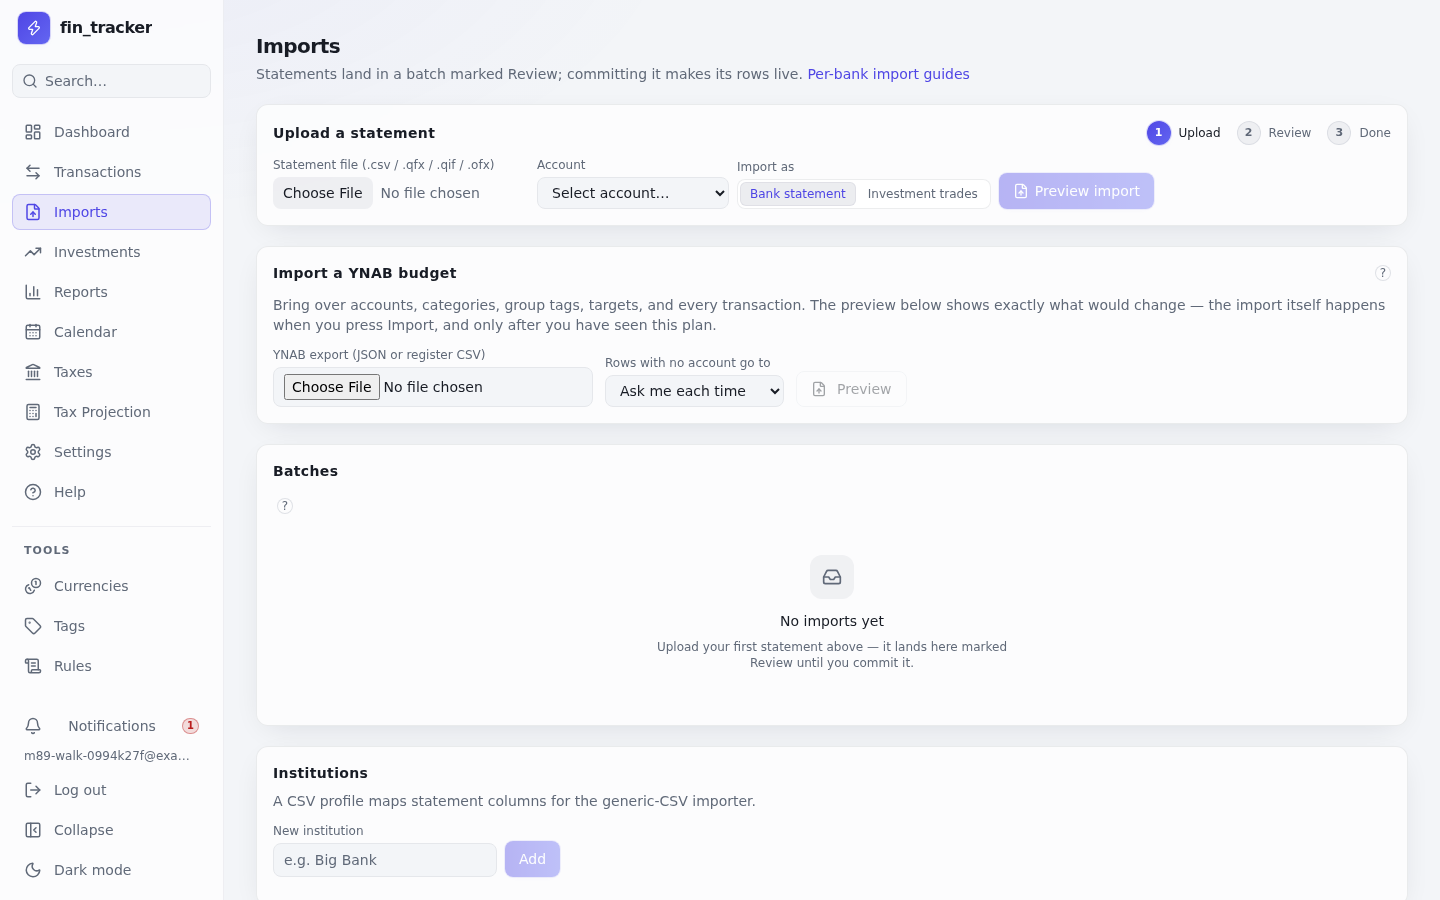 fin_tracker
Search...
Dashboard
Transactions
Imports
Investments
Reports
Calendar
Taxes
Tax Projection
Settings
Help
TOOLS
Currencies
Tags
Rules
Notifications 1
m89-walk-0994k27f@exa...
Log out
Collapse
Dark mode
Imports
Statements land in a batch marked Review; committing it makes its rows live. Per-bank import guides
Upload a statement
1 Upload 2 Review 3 Done
Statement file (.csv / .qfx / .qif / .ofx)
Choose File No file chosen
Account
Select account...
Import as
Bank statement Investment trades
Preview import
Import a YNAB budget
?
Bring over accounts, categories, group tags, targets, and every transaction. The preview below shows exactly what would change — the import itself happens
when you press Import, and only after you have seen this plan.
YNAB export (JSON or register CSV)
Choose File No file chosen
Rows with no account go to
Ask me each time
Preview
Batches
?
No imports yet
Upload your first statement above — it lands here marked
Review until you commit it.
Institutions
A CSV profile maps statement columns for the generic-CSV importer.
New institution
e.g. Big Bank
Add